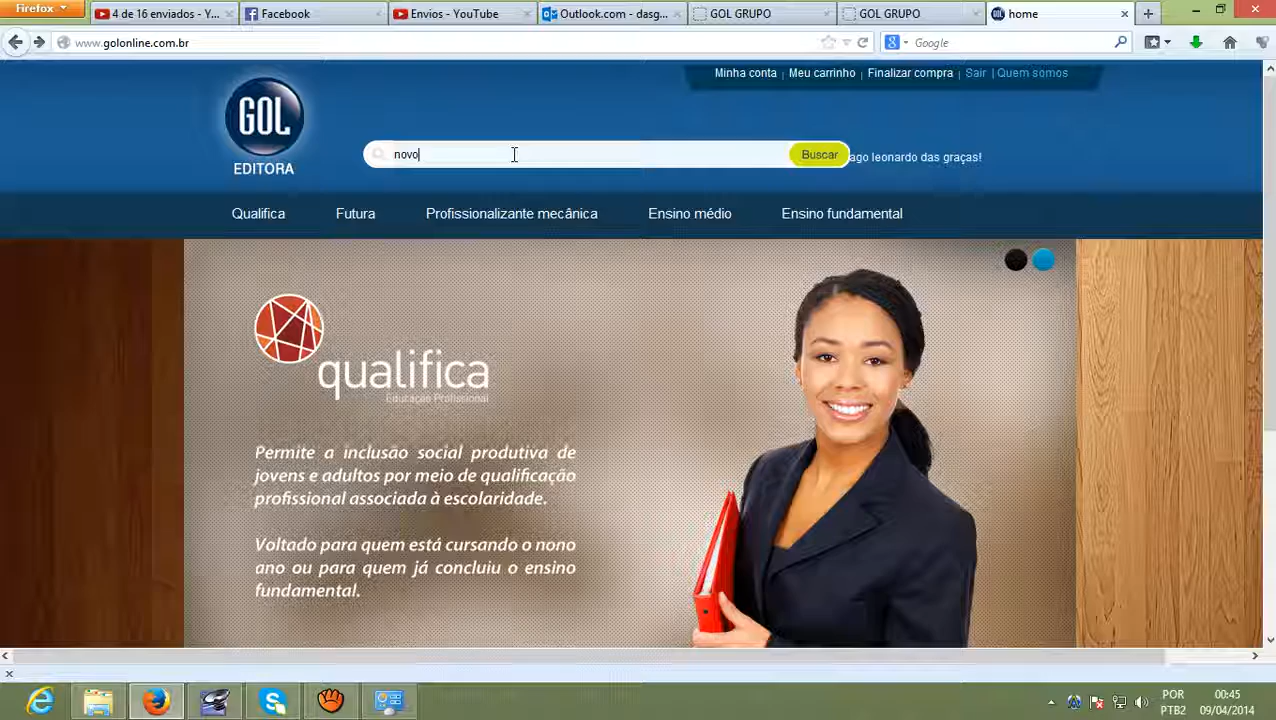 Firefox
4 de 16 enviados - Y...
Facebook
Envios - YouTube
Outlook.com - dasg...
GOL GRUPO
GOL GRUPO
home
www.golonline.com.br
Google
Minha conta | Meu carrinho | Finalizar compra | Sair | Quem somos
GOL
EDITORA
novo
Buscar
ago leonardo das graças!
Qualifica
Futura
Profissionalizante mecânica
Ensino médio
Ensino fundamental
qualifica
Educação Profissional
Permite a inclusão social produtiva de
jovens e adultos por meio de qualificação
profissional associada à escolaridade.
Voltado para quem está cursando o nono
ano ou para quem já concluiu o ensino
fundamental.
POR
PTB2
00:45
09/04/2014